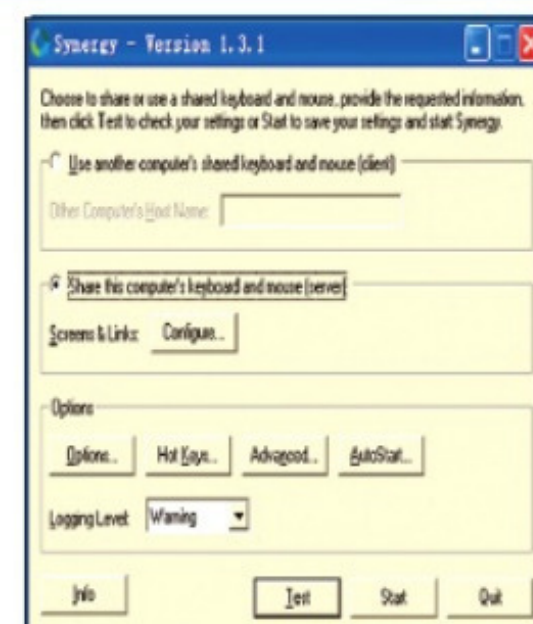 Synergy - Version 1.3.1
Choose to share or use a shared keyboard and mouse, provide the requested information,
then click Test to check your settings or Start to save your settings and start Synergy.
Use another computer's shared keyboard and mouse (client)
Other Computer's Host Name:
Share this computer's keyboard and mouse (server)
Screens & Links: Configure...
Options
Options... Hot Keys... Advanced... AutoStart...
Logging Level: Warning
Info Test Start Quit